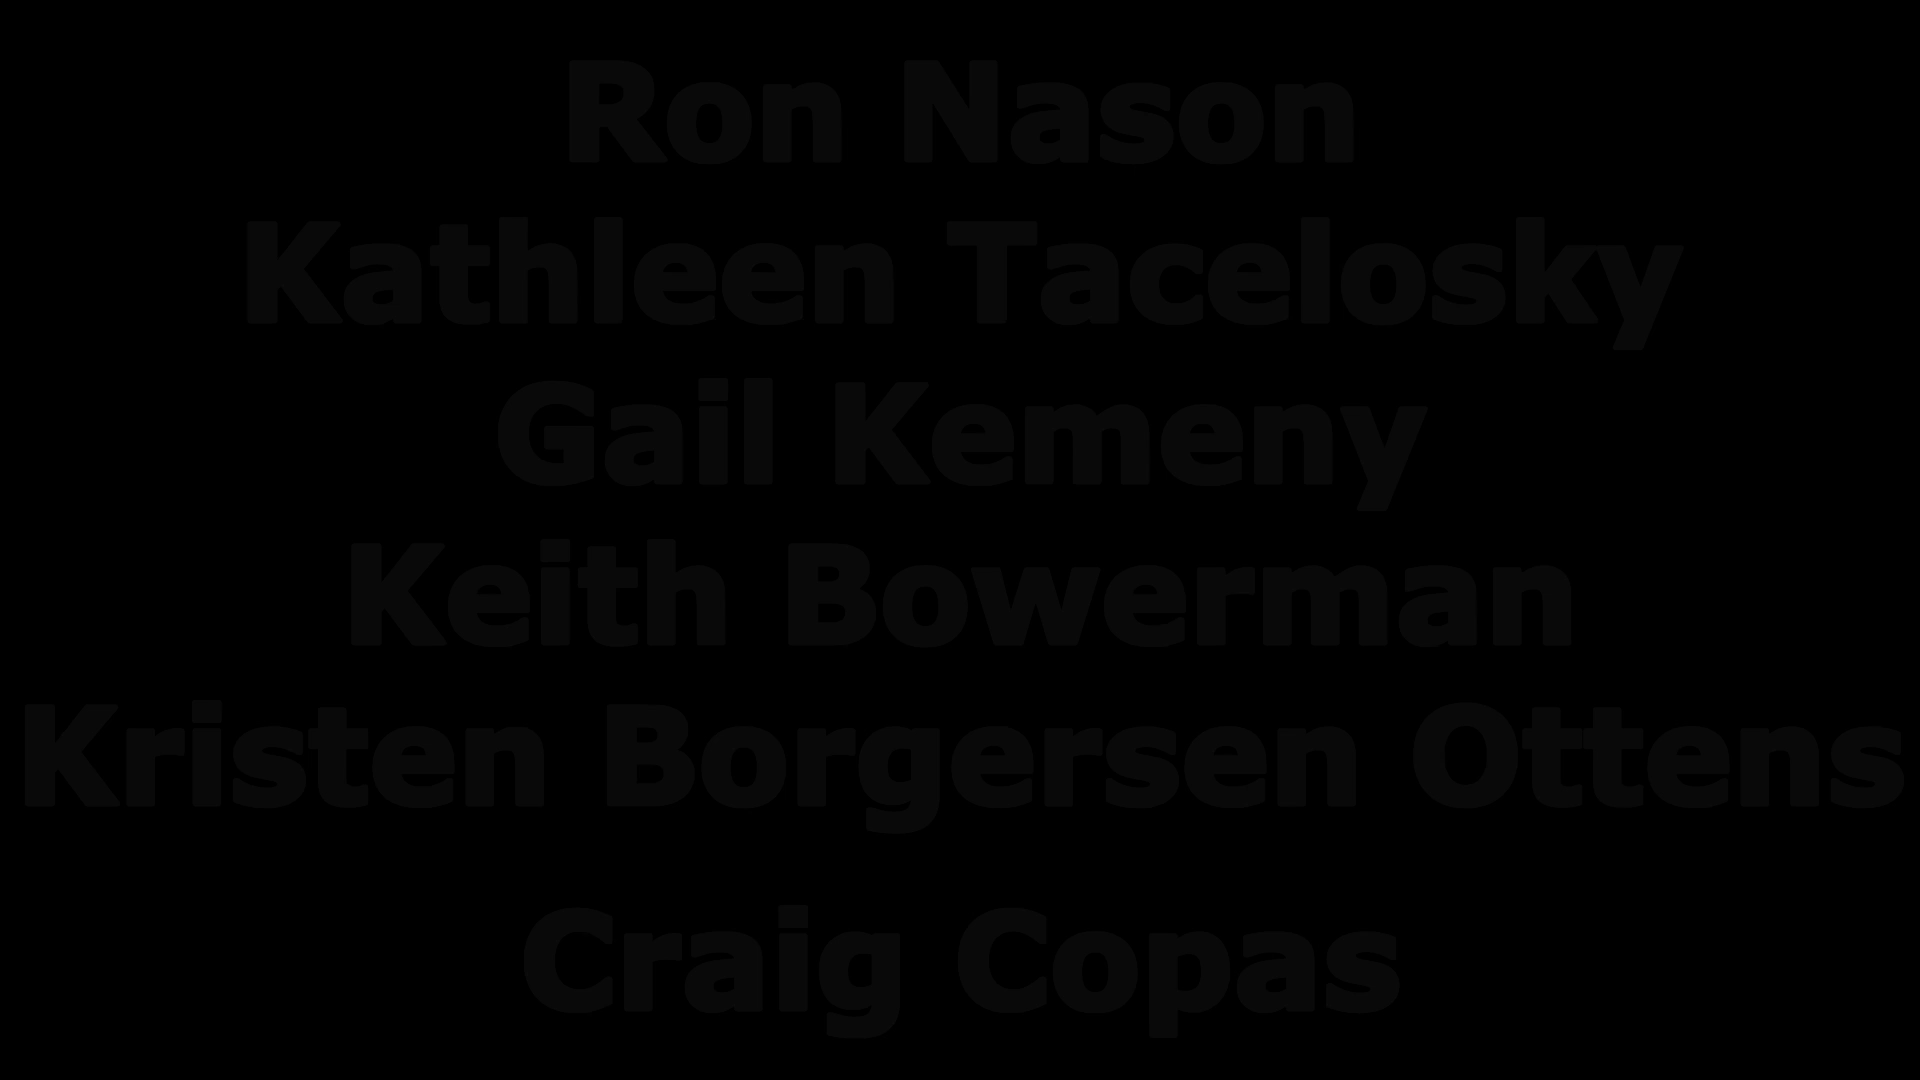 Ron Nason
Kathleen Tacelosky
Gail Kemeny
Keith Bowerman
Kristen Borgersen Ottens
Craig Copas